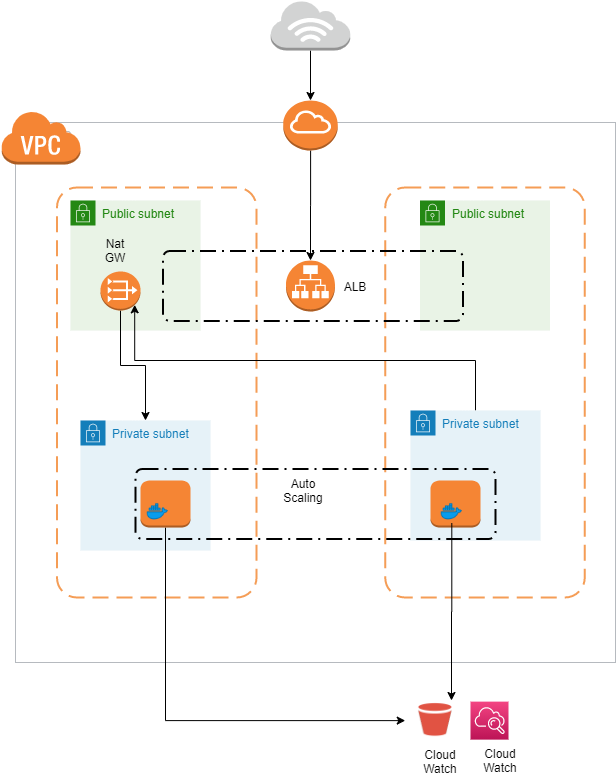 VPC
Public subnet
Public subnet
Nat
GW
ALB
Private subnet
Private subnet
Auto
Scaling
Cloud
Watch
Cloud
Watch